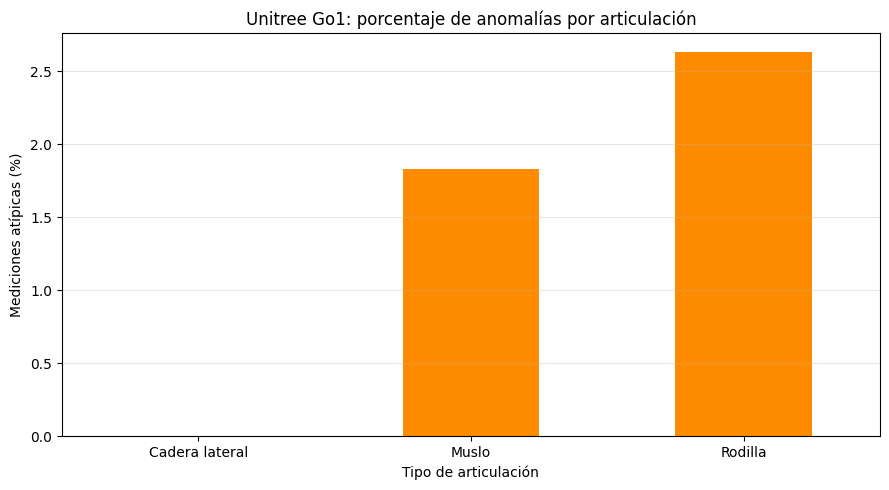 Unitree Go1: porcentaje de anomalías por articulación
Mediciones atípicas (%)
2.5
2.0
1.5
1.0
0.5
0.0
Cadera lateral
Muslo
Rodilla
Tipo de articulación